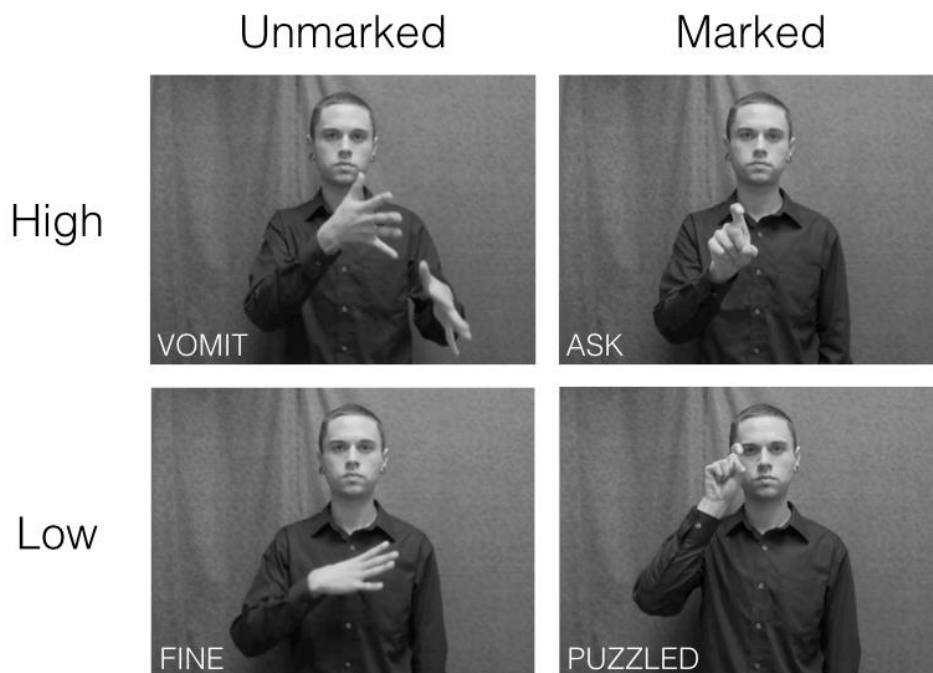 Unmarked
Marked
High
VOMIT
ASK
Low
FINE
PUZZLED